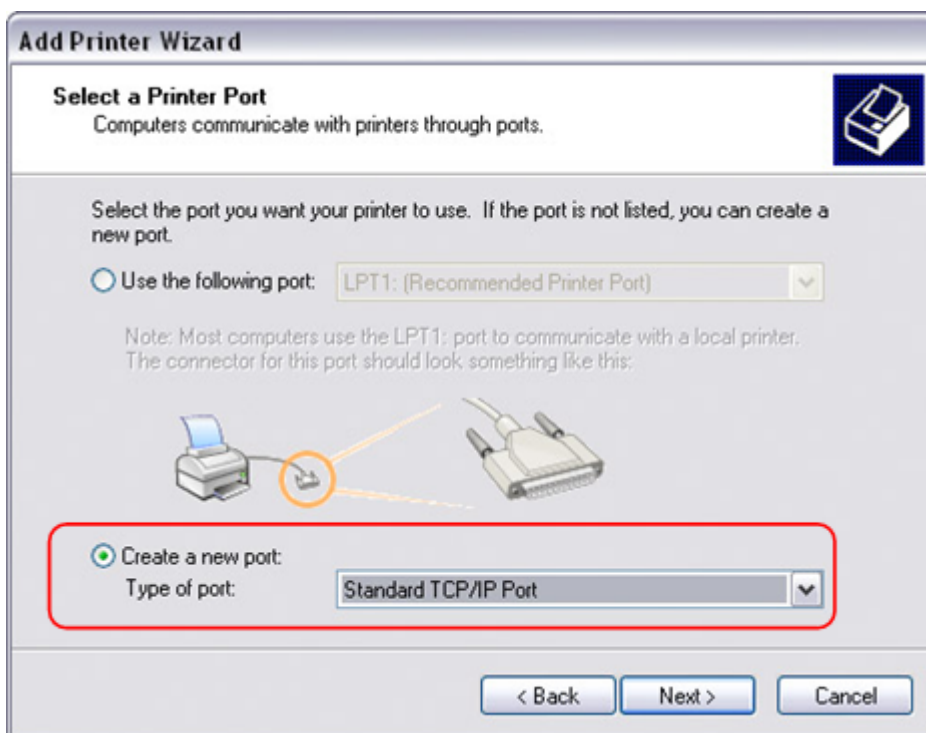 Add Printer Wizard
Select a Printer Port
Computers communicate with printers through ports.
Select the port you want your printer to use. If the port is not listed, you can create a
new port.
Use the following port: LPT1: (Recommended Printer Port)
Note: Most computers use the LPT1: port to communicate with a local printer.
The connector for this port should look something like this:
Create a new port:
Type of port: Standard TCP/IP Port
< Back Next > Cancel